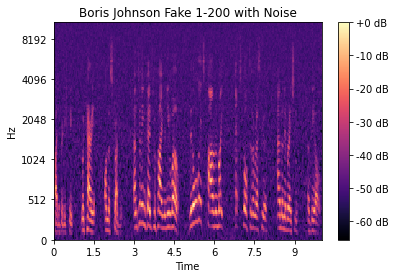 Boris Johnson Fake 1-200 with Noise
8192
4096
2048
1024
512
0
Hz
0 1.5 3 4.5 6 7.5 9
Time
+0 dB
-10 dB
-20 dB
-30 dB
-40 dB
-50 dB
-60 dB